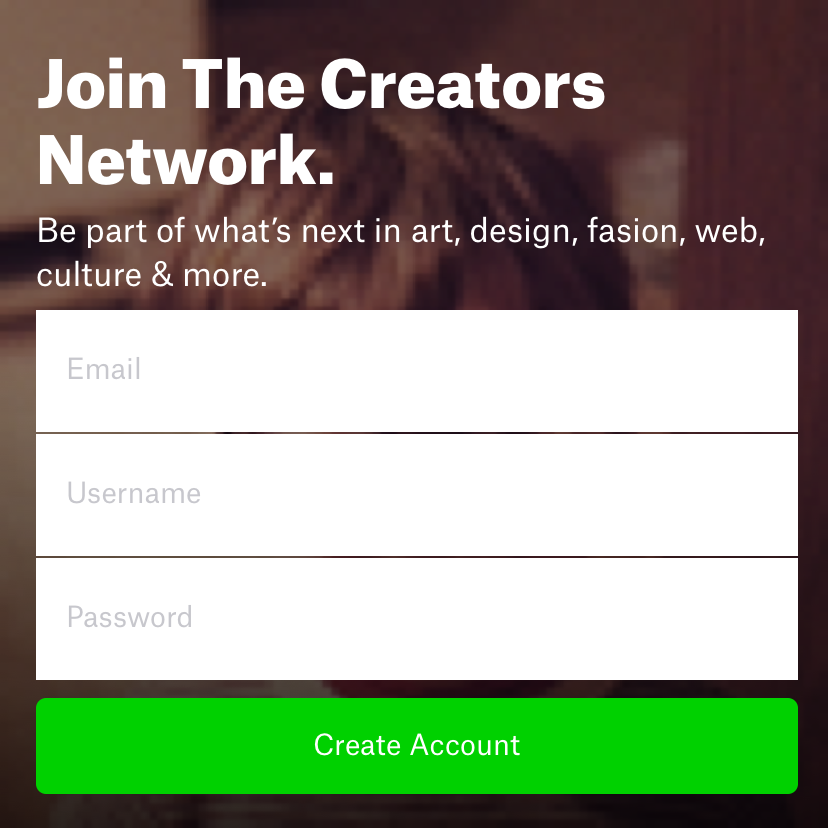 Join The Creators
Network.
Be part of what’s next in art, design, fasion, web,
culture & more.
Email
Username
Password
Create Account